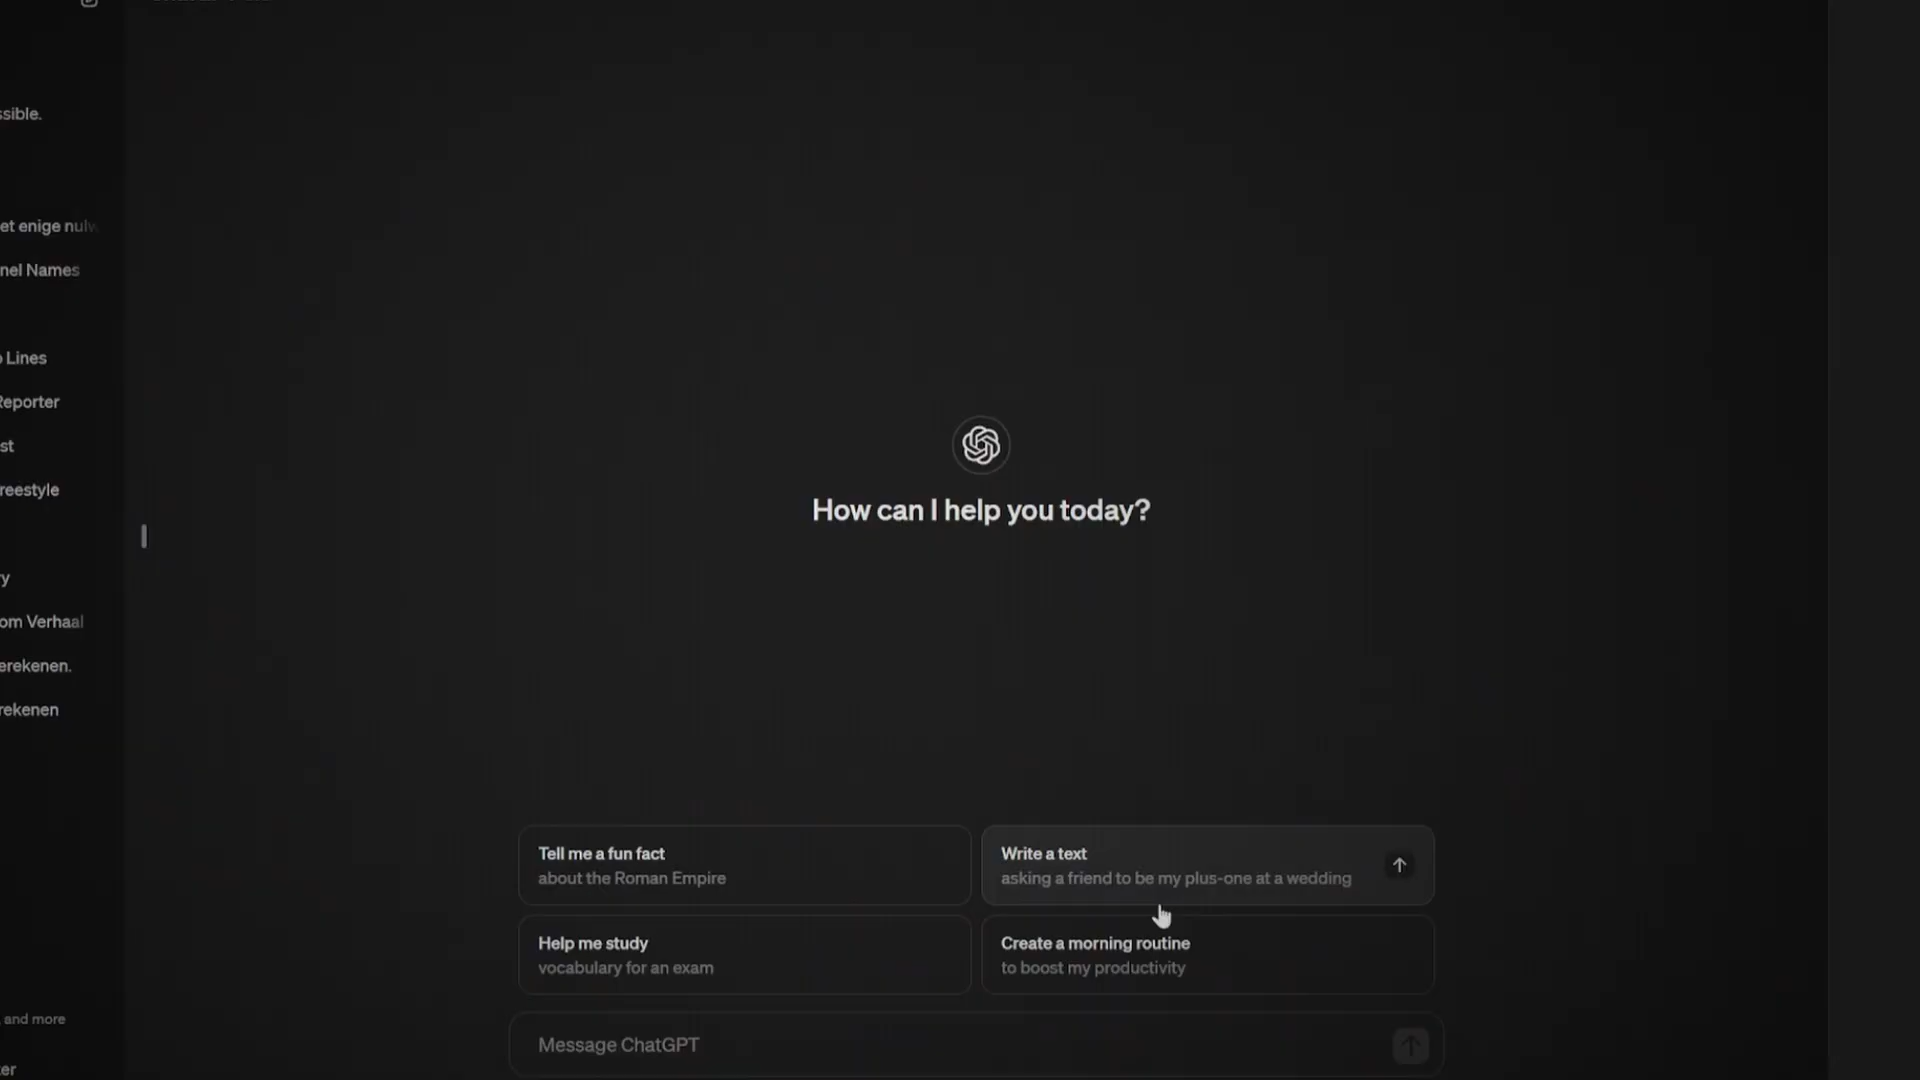 ssible.
et enige
nel Names
Lines
Reporter
st
reestyle
ry
om Verhaal
erekenen.
rekenen
and more
er
How can I help you today?
Tell me a fun fact
about the Roman Empire
Write a text
asking a friend to be my plus-one at a wedding
Help me study
vocabulary for an exam
Create a morning routine
to boost my productivity
Message ChatGPT